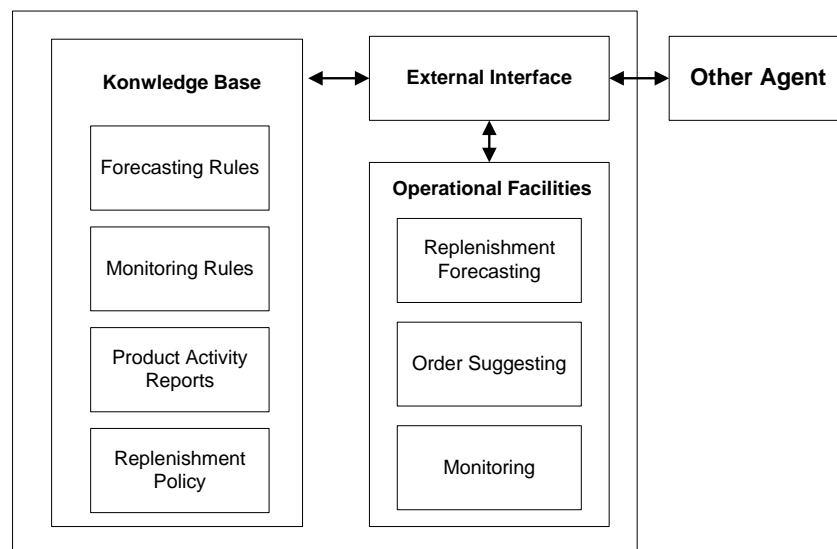 Konwledge Base
Forecasting Rules
Monitoring Rules
Product Activity
Reports
Replenishment
Policy
External Interface
Other Agent
Operational Facilities
Replenishment
Forecasting
Order Suggesting
Monitoring